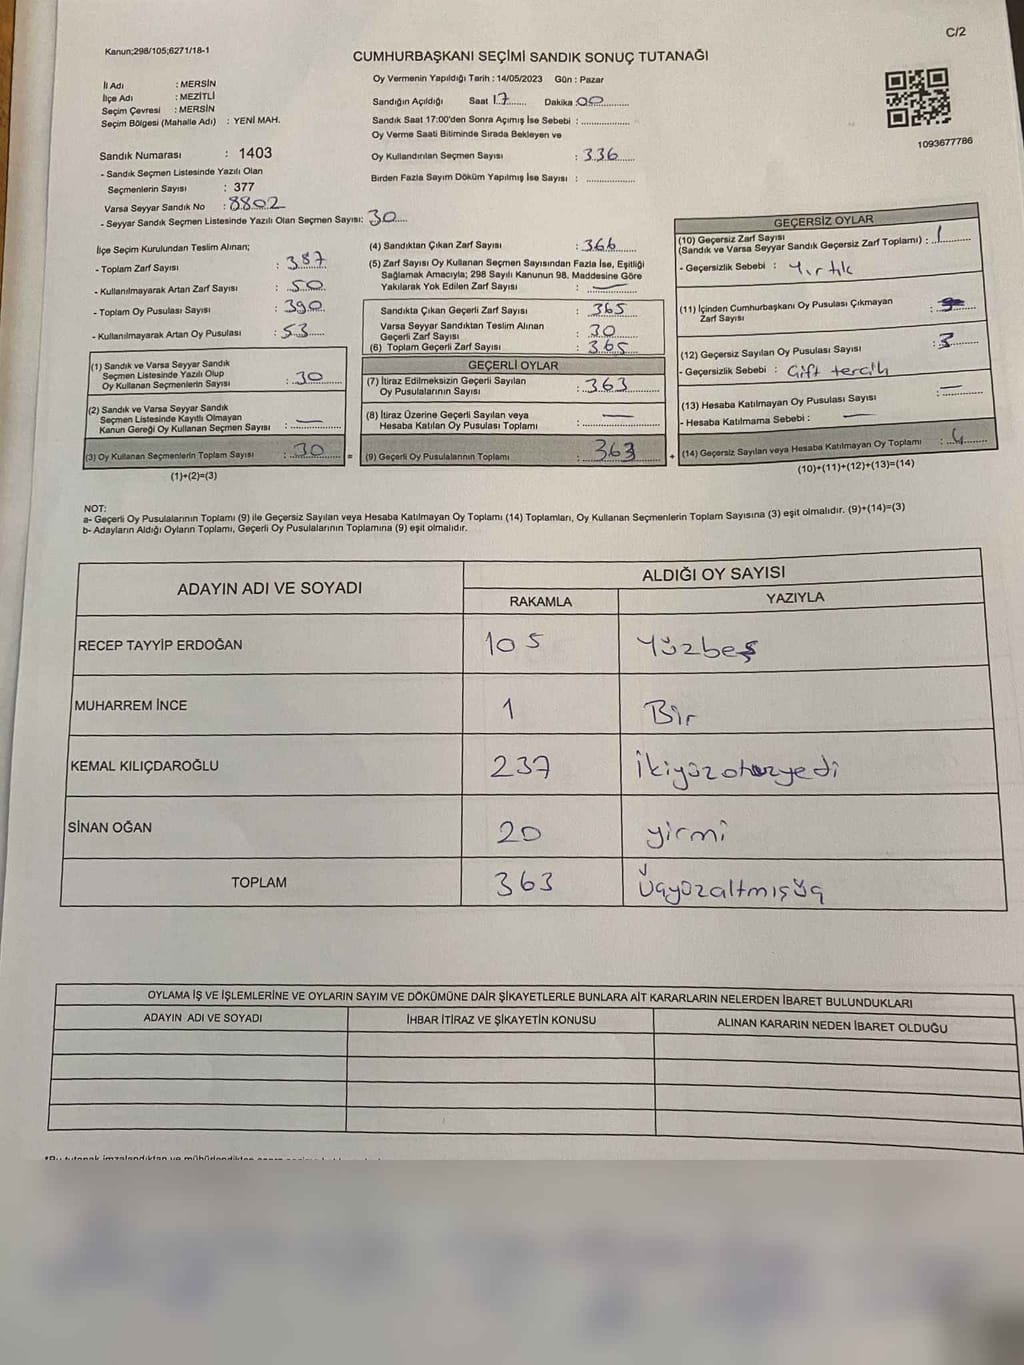 C/2
Kanun;298/105;6271/18-1
CUMHURBAŞKANI SEÇİMİ SANDIK SONUÇ TUTANAĞI
İl Adı : MERSİN
İlçe Adı : MEZİTLİ
Seçim Çevresi : MERSİN
Seçim Bölgesi (Mahalle Adı) : YENİ MAH.
Oy Vermenin Yapıldığı Tarih : 14/05/2023 Gün : Pazar
Sandığın Açıldığı Saat 17 Dakika : 00
Sandık Saat 17:00'den Sonra Açımış İse Sebebi :
Oy Verme Saati Bitiminde Sırada Bekleyen ve
Oy Kullandırılan Seçmen Sayısı : 336
Birden Fazla Sayım Döküm Yapılmış İse Sayısı :
1093677786
Sandık Numarası : 1403
- Sandık Seçmen Listesinde Yazılı Olan
Seçmenlerin Sayısı : 377
Varsa Seyyar Sandık No : 8802
- Seyyar Sandık Seçmen Listesinde Yazılı Olan Seçmen Sayısı: 30
İlçe Seçim Kurulundan Teslim Alınan;
- Toplam Zarf Sayısı : 387
- Kullanılmayarak Artan Zarf Sayısı : 50
- Toplam Oy Pusulası Sayısı : 390
- Kullanılmayarak Artan Oy Pusulası : 53
(1) Sandık ve Varsa Seyyar Sandık
Seçmen Listesinde Yazılı Olup
Oy Kullanan Seçmenlerin Sayısı : 30
(2) Sandık ve Varsa Seyyar Sandık
Seçmen Listesinde Kayıtlı Olmayan
Kanun Gereği Oy Kullanan Seçmen Sayısı : —
(3) Oy Kullanan Seçmenlerin Toplam Sayısı : 30 =
(1)+(2)=(3)
(4) Sandıktan Çıkan Zarf Sayısı : 366
(5) Zarf Sayısı Oy Kullanan Seçmen Sayısından Fazla İse, Eşitliği
Sağlamak Amacıyla; 298 Sayılı Kanunun 98. Maddesine Göre
Yakılarak Yok Edilen Zarf Sayısı : —
Sandıkta Çıkan Geçerli Zarf Sayısı : 365
Varsa Seyyar Sandıktan Teslim Alınan
Geçerli Zarf Sayısı : 30
(6) Toplam Geçerli Zarf Sayısı : 365
GEÇERLİ OYLAR
(7) İtiraz Edilmeksizin Geçerli Sayılan
Oy Pusulalarının Sayısı : 363
(8) İtiraz Üzerine Geçerli Sayılan veya
Hesaba Katılan Oy Pusulası Toplamı : —
(9) Geçerli Oy Pusulalarının Toplamı : 363 +
GEÇERSİZ OYLAR
(10) Geçersiz Zarf Sayısı
(Sandık ve Varsa Seyyar Sandık Geçersiz Zarf Toplamı) : 1
- Geçersizlik Sebebi : Yırtık
(11) İçinden Cumhurbaşkanı Oy Pusulası Çıkmayan
Zarf Sayısı :
(12) Geçersiz Sayılan Oy Pusulası Sayısı : 3
- Geçersizlik Sebebi : Çift tercih
(13) Hesaba Katılmayan Oy Pusulası Sayısı : —
- Hesaba Katılmama Sebebi : —
(14) Geçersiz Sayılan veya Hesaba Katılmayan Oy Toplamı : 4
(10)+(11)+(12)+(13)=(14)
NOT:
a- Geçerli Oy Pusulalarının Toplamı (9) ile Geçersiz Sayılan veya Hesaba Katılmayan Oy Toplamı (14) Toplamları, Oy Kullanan Seçmenlerin Toplam Sayısına (3) eşit olmalıdır. (9)+(14)=(3)
b- Adayların Aldığı Oyların Toplamı, Geçerli Oy Pusulalarının Toplamına (9) eşit olmalıdır.
ADAYIN ADI VE SOYADI
ALDIĞI OY SAYISI
RAKAMLA YAZIYLA
RECEP TAYYİP ERDOĞAN 105 Yüzbeş
MUHARREM İNCE 1 Bir
KEMAL KILIÇDAROĞLU 237 ikiyüzotuzyedi
SİNAN OĞAN 20 yirmi
TOPLAM 363 Üçyüzaltmışüç
OYLAMA İŞ VE İŞLEMLERİNE VE OYLARIN SAYIM VE DÖKÜMÜNE DAİR ŞİKAYETLERLE BUNLARA AİT KARARLARIN NELERDEN İBARET BULUNDUKLARI
ADAYIN ADI VE SOYADI İHBAR İTİRAZ VE ŞİKAYETİN KONUSU ALINAN KARARIN NEDEN İBARET OLDUĞU